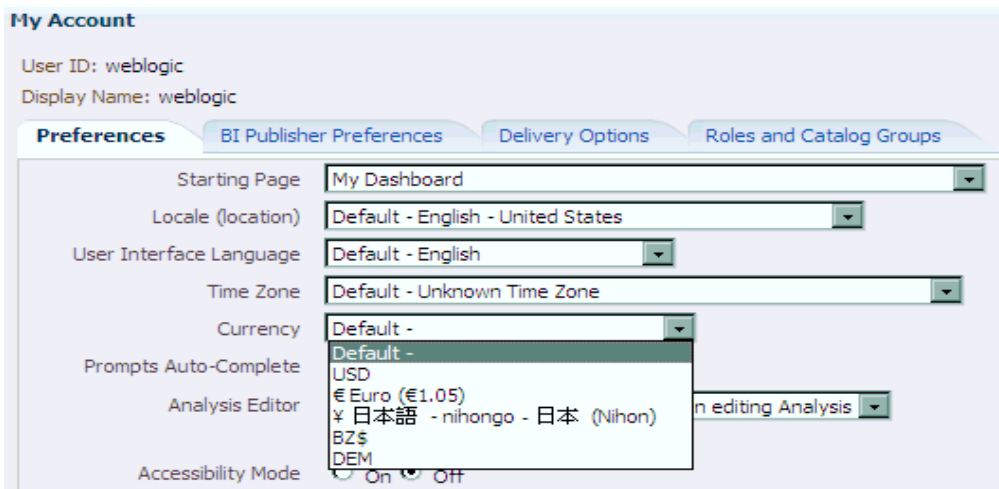 My Account
User ID: weblogic
Display Name: weblogic
Preferences BI Publisher Preferences Delivery Options Roles and Catalog Groups
Starting Page My Dashboard
Locale (location) Default - English - United States
User Interface Language Default - English
Time Zone Default - Unknown Time Zone
Currency Default -
Default -
Prompts Auto-Complete
USD
€ Euro (€1.05)
Analysis Editor
¥ 日本語 - nihongo - 日本 (Nihon)
editing Analysis
BZ$
DEM
Accessibility Mode On Off